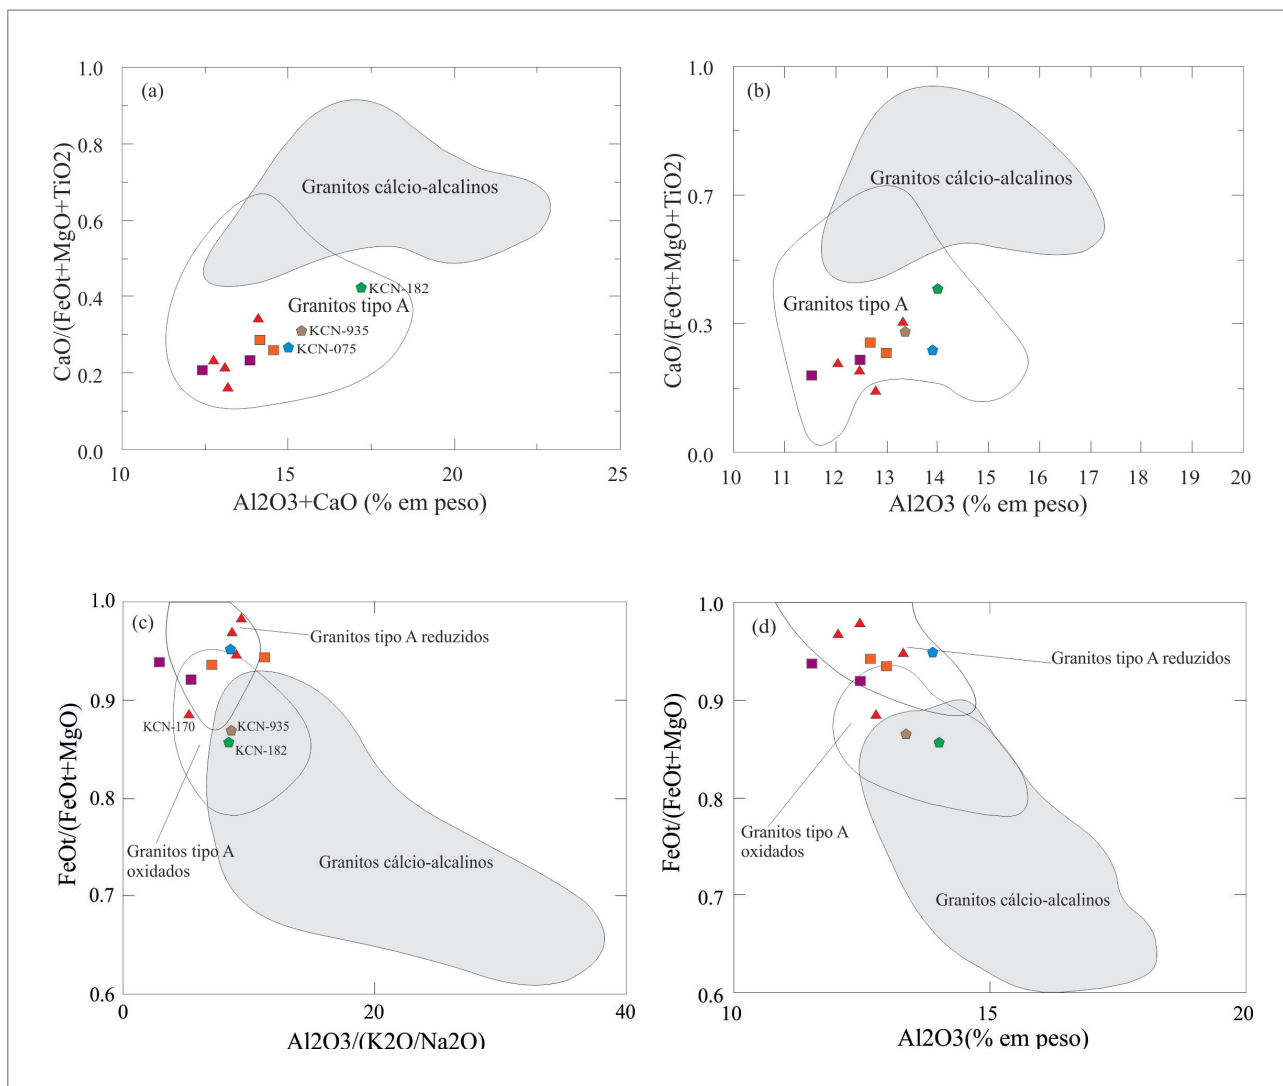 (a)
1.0
0.8
0.6
0.4
0.2
0.0
CaO/(FeOt+MgO+TiO2)
Granitos cálcio-alcalinos
Granitos tipo A
KCN-182
KCN-935
KCN-075
10
15
20
25
Al2O3+CaO (% em peso)
(b)
1.0
0.7
0.3
0.0
CaO/(FeOt+MgO+TiO2)
Granitos cálcio-alcalinos
Granitos tipo A
10 11 12 13 14 15 16 17 18 19 20
Al2O3 (% em peso)
(c)
1.0
0.9
0.8
0.7
0.6
FeOt/(FeOt+MgO)
Granitos tipo A reduzidos
KCN-170
KCN-935
KCN-182
Granitos tipo A
oxidados
Granitos cálcio-alcalinos
0
20
40
Al2O3/(K2O/Na2O)
(d)
1.0
0.9
0.8
0.7
0.6
FeOt/(FeOt+MgO)
Granitos tipo A reduzidos
Granitos tipo A
oxidados
Granitos cálcio-alcalinos
10
15
20
Al2O3(% em peso)